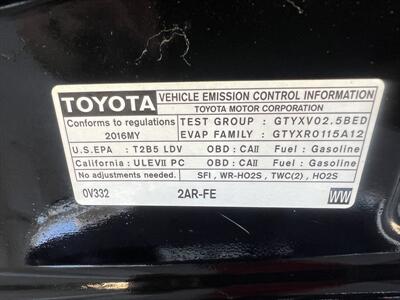 TOYOTA VEHICLE EMISSION CONTROL INFORMATION
TOYOTA MOTOR CORPORATION
Conforms to regulations
2016MY
TEST GROUP : GTYXV02.5BED
EVAP FAMILY : GTYXR0115A12
U.S.EPA : T2B5 LDV OBD : CAII Fuel : Gasoline
California : ULEVII PC OBD : CAII Fuel : Gasoline
No adjustments needed. SFI , WR-HO2S , TWC(2) , HO2S
0V332 2AR-FE WW